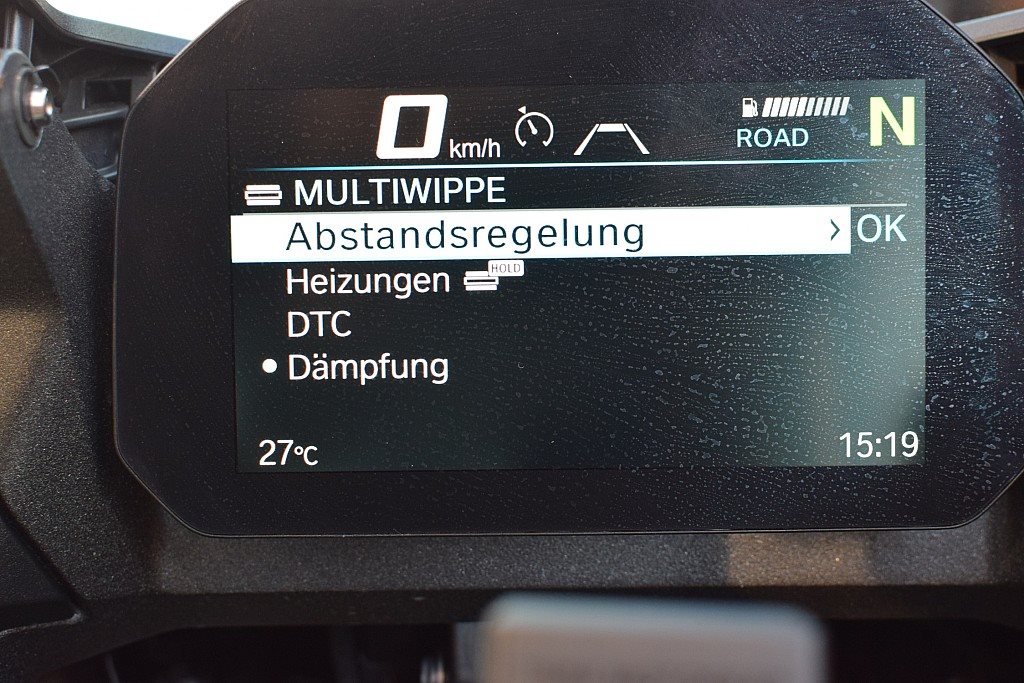 0 km/h
ROAD
N
MULTIWIPPE
Abstandsregelung > OK
Heizungen HOLD
DTC
Dämpfung
27°C
15:19